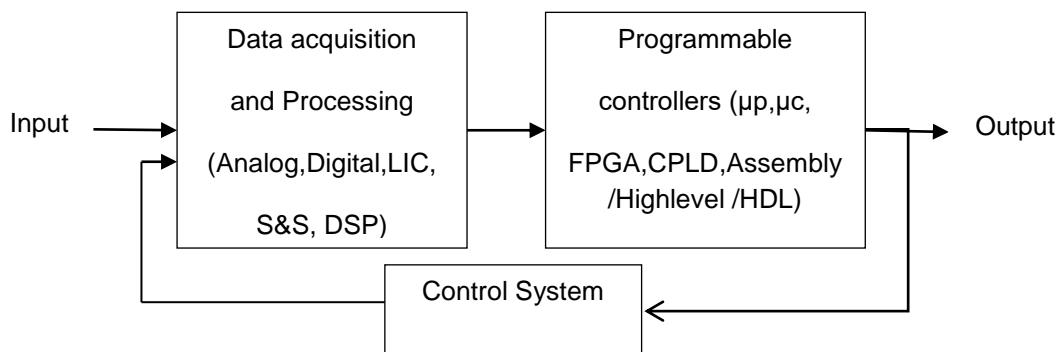 Input
Data acquisition
and Processing
(Analog,Digital,LIC,
S&S, DSP)
Programmable
controllers (µp,µc,
FPGA,CPLD,Assembly
/Highlevel /HDL)
Output
Control System